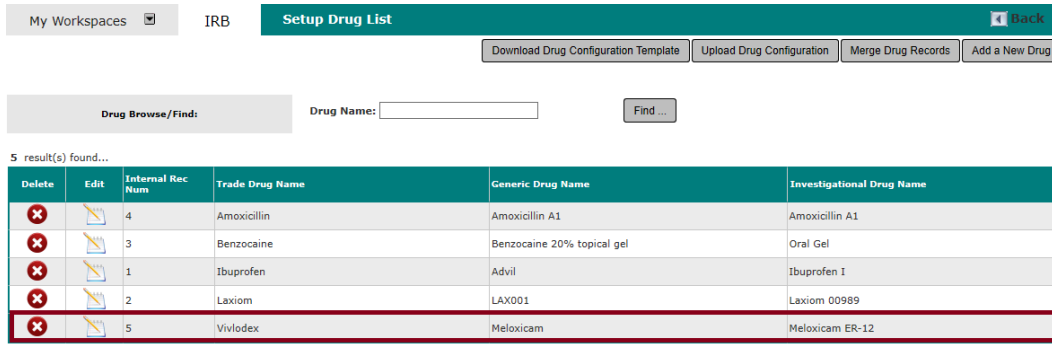 My Workspaces IRB Setup Drug List Back
Download Drug Configuration Template Upload Drug Configuration Merge Drug Records Add a New Drug
Drug Browse/Find: Drug Name: Find ...
5 result(s) found...
Delete Edit Internal Rec Num Trade Drug Name Generic Drug Name Investigational Drug Name
4 Amoxicillin Amoxicillin A1 Amoxicillin A1
3 Benzocaine Benzocaine 20% topical gel Oral Gel
1 Ibuprofen Advil Ibuprofen I
2 Laxiom LAX001 Laxiom 00989
5 Vivlodex Meloxicam Meloxicam ER-12